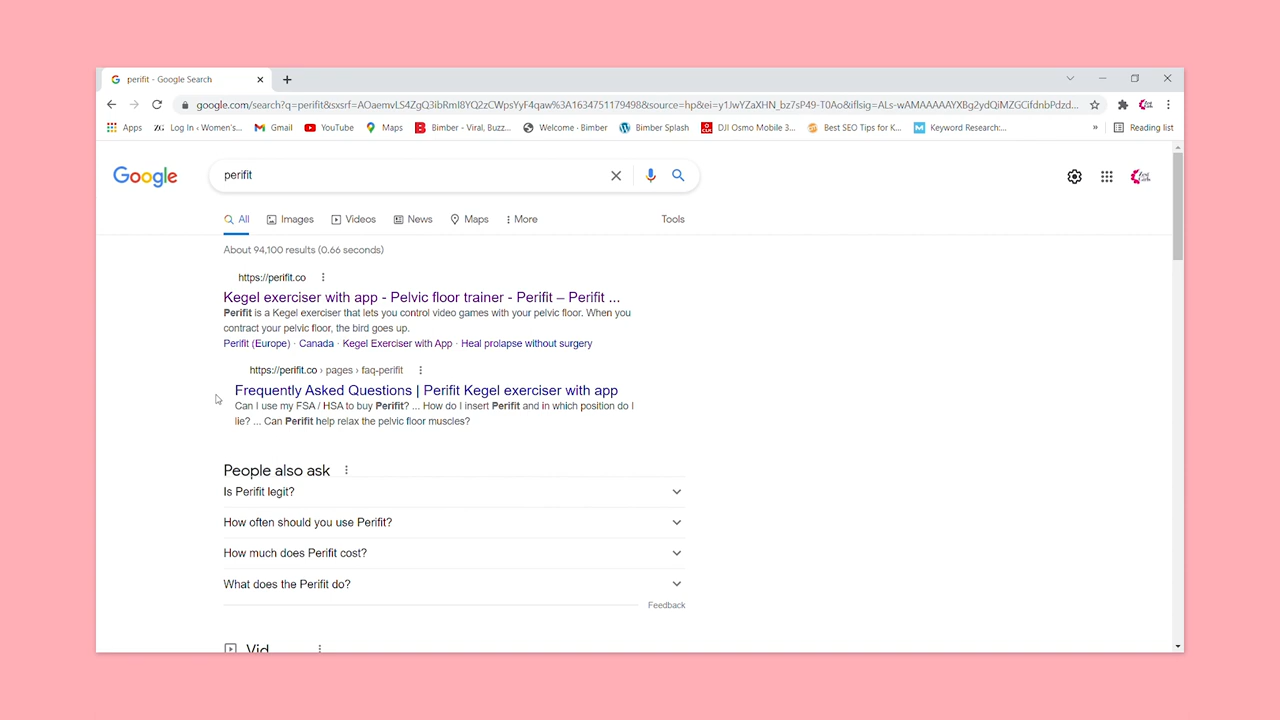 perifit - Google Search
google.com/search?q=perifit&sxsrf=AOaemvLS4ZgQ3ibRmI8YQ2zCWpsYyF4qaw%3A1634751179498&source=hp&ei=y1JwYZaXHN_bz7sP49-T0Ao&iflsig=ALs-wAMAAAAAYXBg2ydQiMZGCifdnbPdzd...
Apps Log In ‹ Women's... Gmail YouTube Maps Bimber - Viral, Buzz... Welcome · Bimber Bimber Splash DJI Osmo Mobile 3... Best SEO Tips for K... Keyword Research:... » Reading list
Google perifit
All Images Videos News Maps More Tools
About 94,100 results (0.66 seconds)
https://perifit.co
Kegel exerciser with app - Pelvic floor trainer - Perifit – Perifit ...
Perifit is a Kegel exerciser that lets you control video games with your pelvic floor. When you
contract your pelvic floor, the bird goes up.
Perifit (Europe) · Canada · Kegel Exerciser with App · Heal prolapse without surgery
https://perifit.co › pages › faq-perifit
Frequently Asked Questions | Perifit Kegel exerciser with app
Can I use my FSA / HSA to buy Perifit? ... How do I insert Perifit and in which position do I
lie? ... Can Perifit help relax the pelvic floor muscles?
People also ask
Is Perifit legit?
How often should you use Perifit?
How much does Perifit cost?
What does the Perifit do?
Feedback